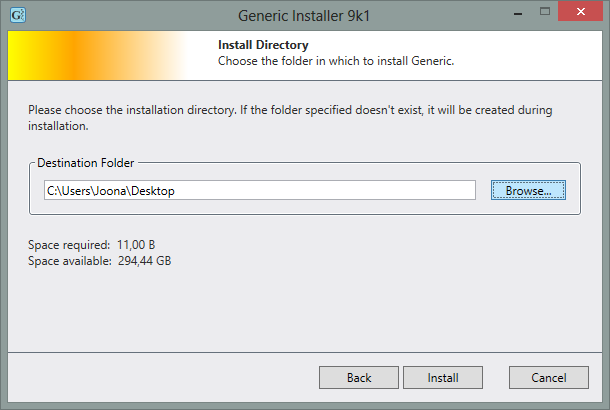 G
Generic Installer 9k1
Install Directory
Choose the folder in which to install Generic.
Please choose the installation directory. If the folder specified doesn't exist, it will be created during
installation.
Destination Folder
C:\Users\Joona\Desktop
Browse...
Space required: 11,00 B
Space available: 294,44 GB
Back
Install
Cancel